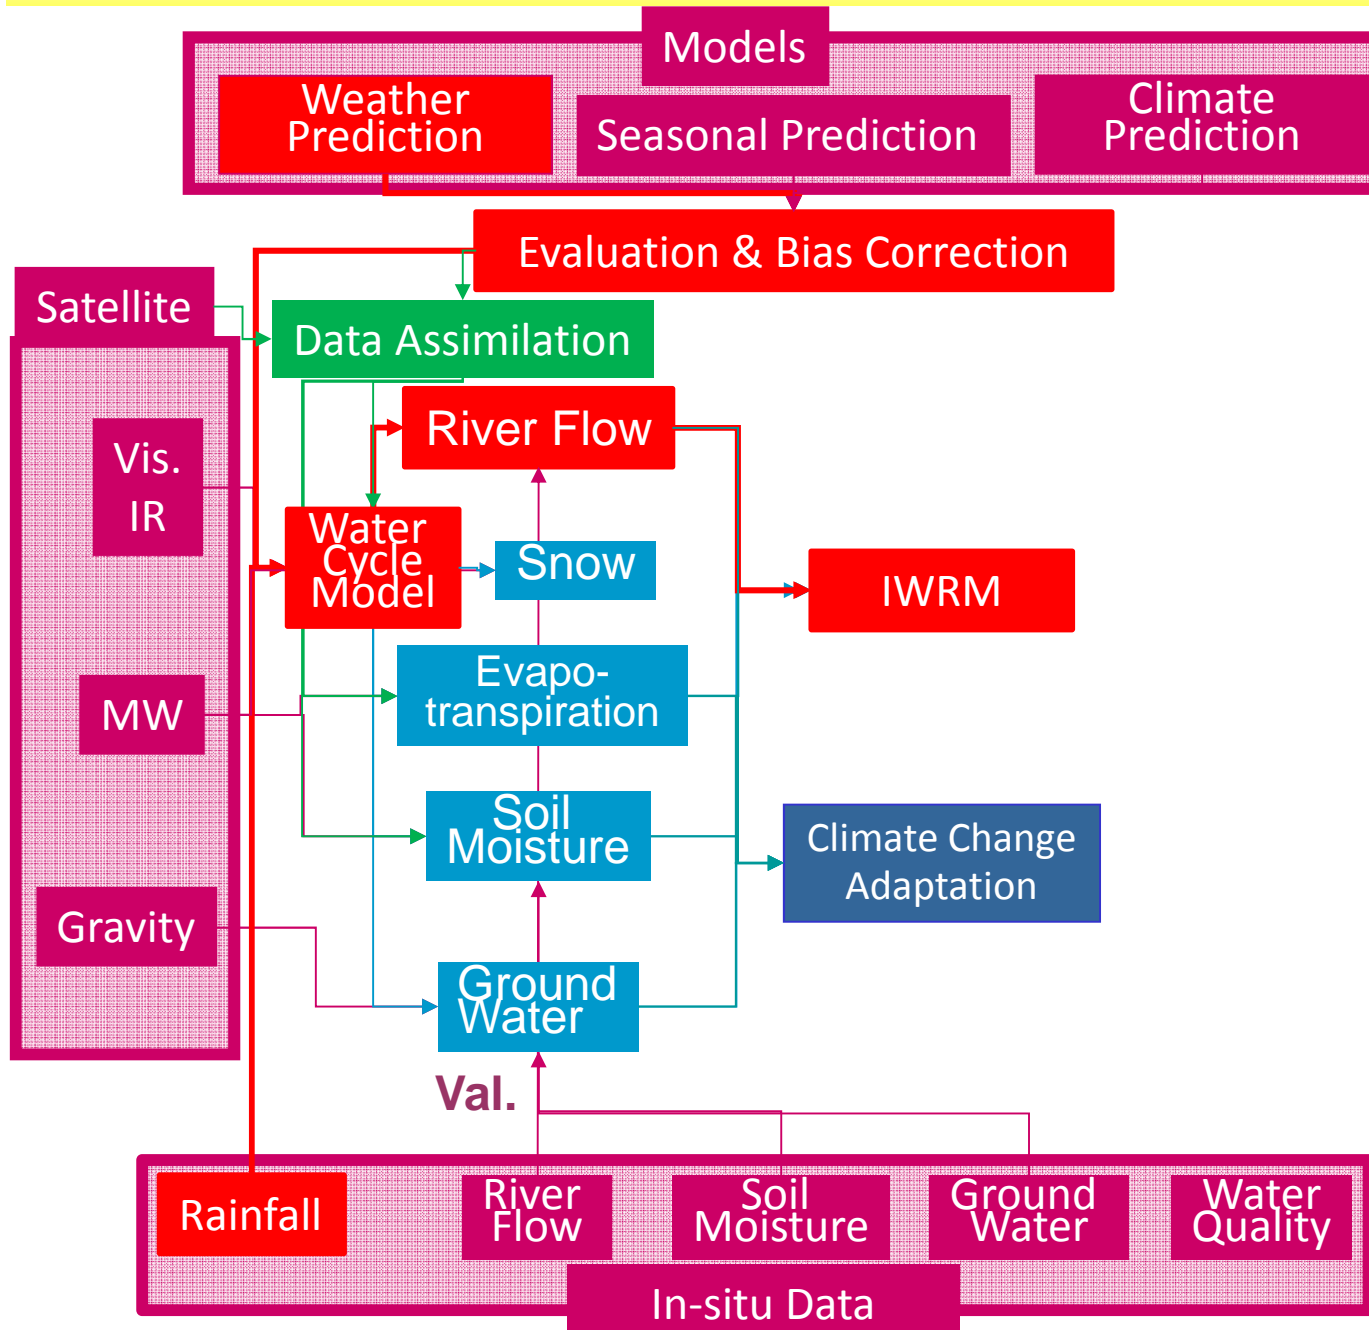 Models
Weather
Prediction
Seasonal Prediction
Climate
Prediction
Evaluation & Bias Correction
Satellite
Data Assimilation
River Flow
Vis.
IR
Water
Cycle
Model
Snow
IWRM
Evapo-
transpiration
MW
Soil
Moisture
Climate Change
Adaptation
Gravity
Ground
Water
Val.
Rainfall
River
Flow
Soil
Moisture
Ground
Water
Water
Quality
In-situ Data